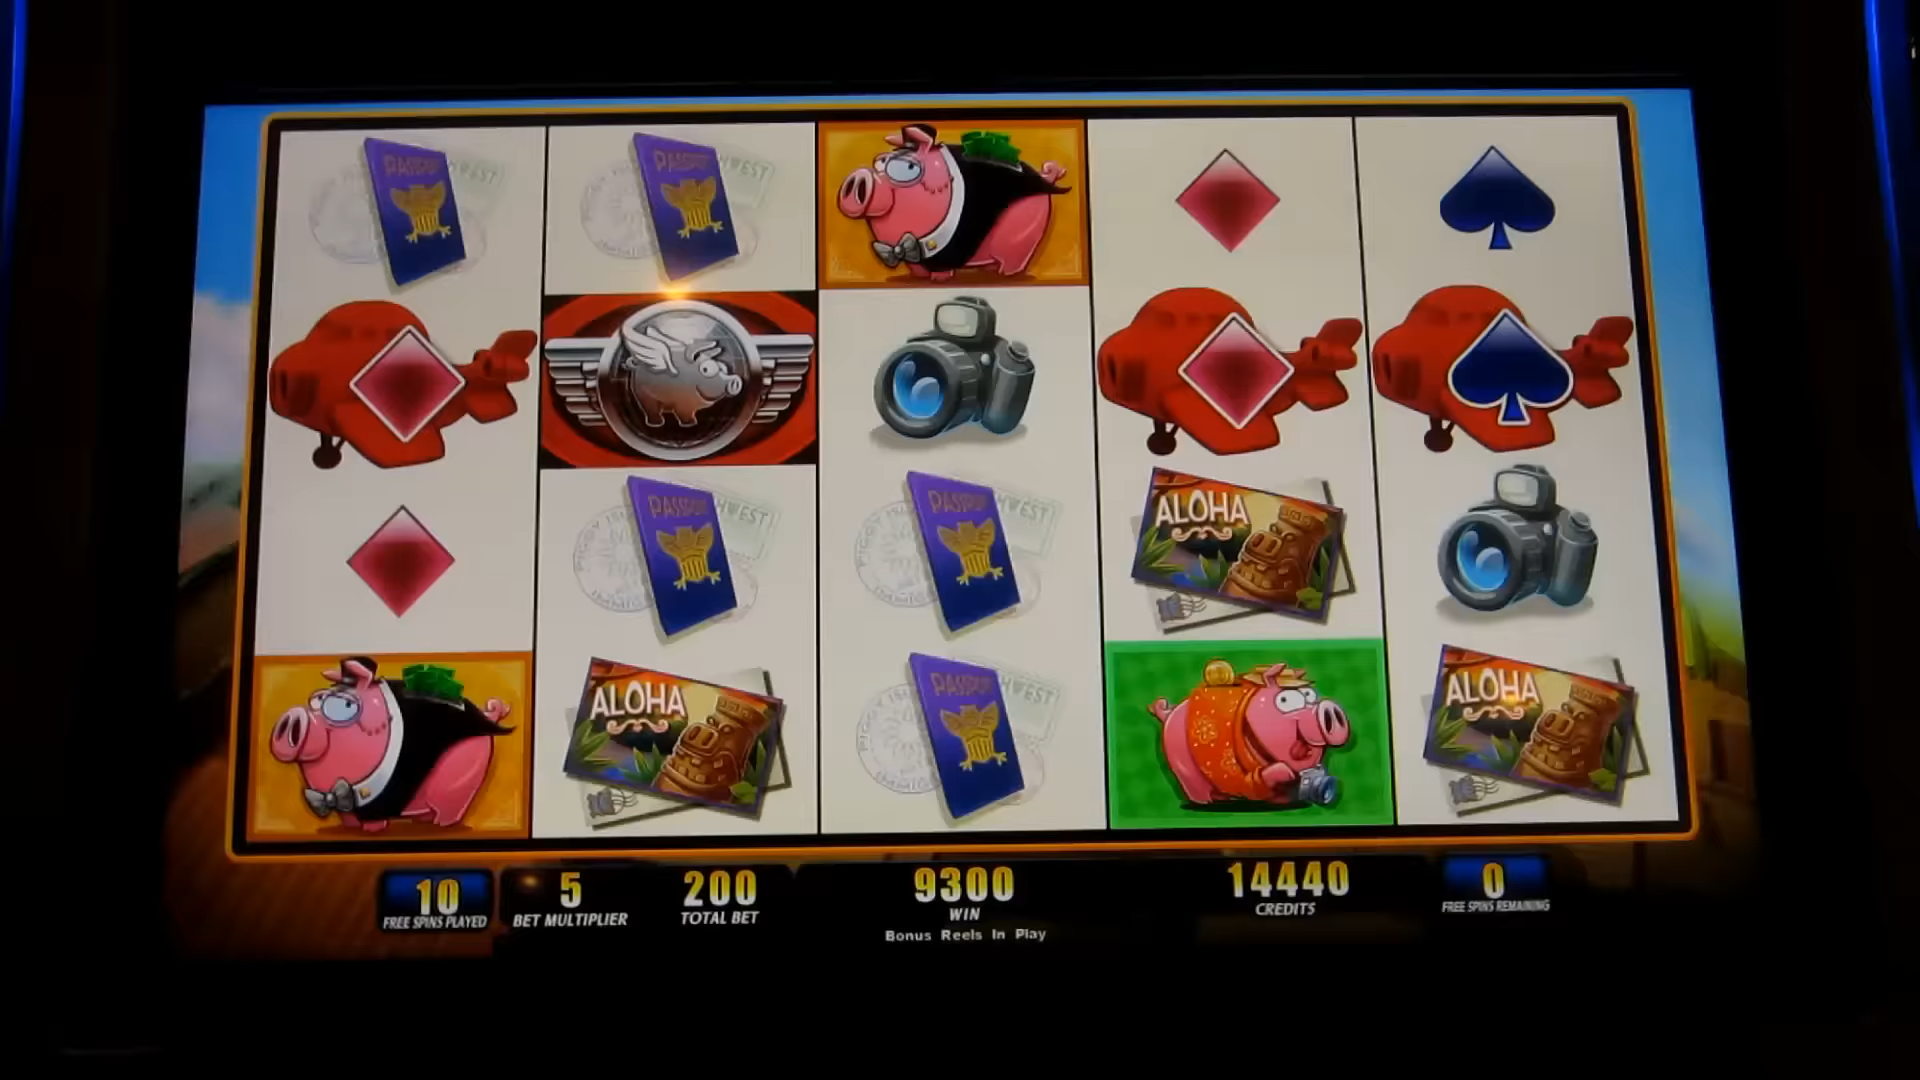 PASSPORT
PASSPORT
PASSPORT
PASSPORT
ALOHA
ALOHA
PASSPORT
ALOHA
10
FREE SPINS PLAYED
5
BET MULTIPLIER
200
TOTAL BET
9300
WIN
Bonus Reels In Play
14440
CREDITS
0
FREE SPINS REMAINING